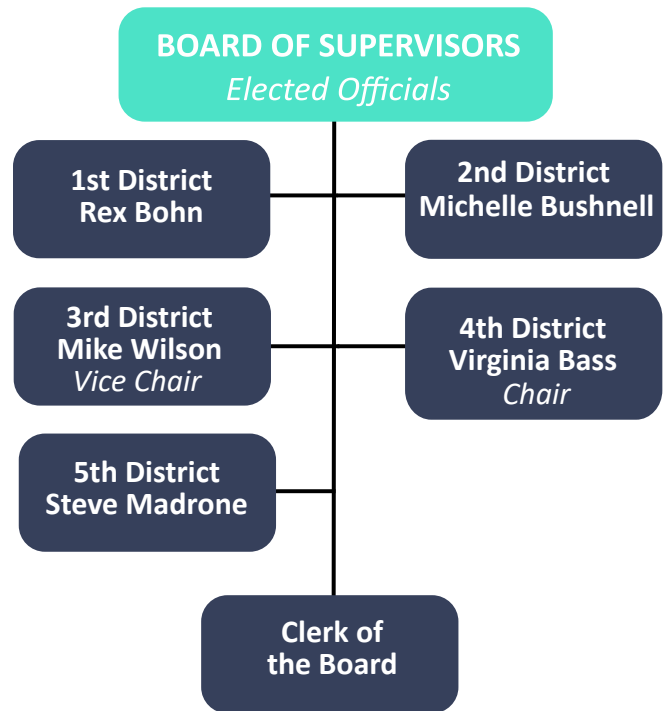 BOARD OF SUPERVISORS
Elected Officials
1st District
Rex Bohn
2nd District
Michelle Bushnell
3rd District
Mike Wilson
Vice Chair
4th District
Virginia Bass
Chair
5th District
Steve Madrone
Clerk of
the Board